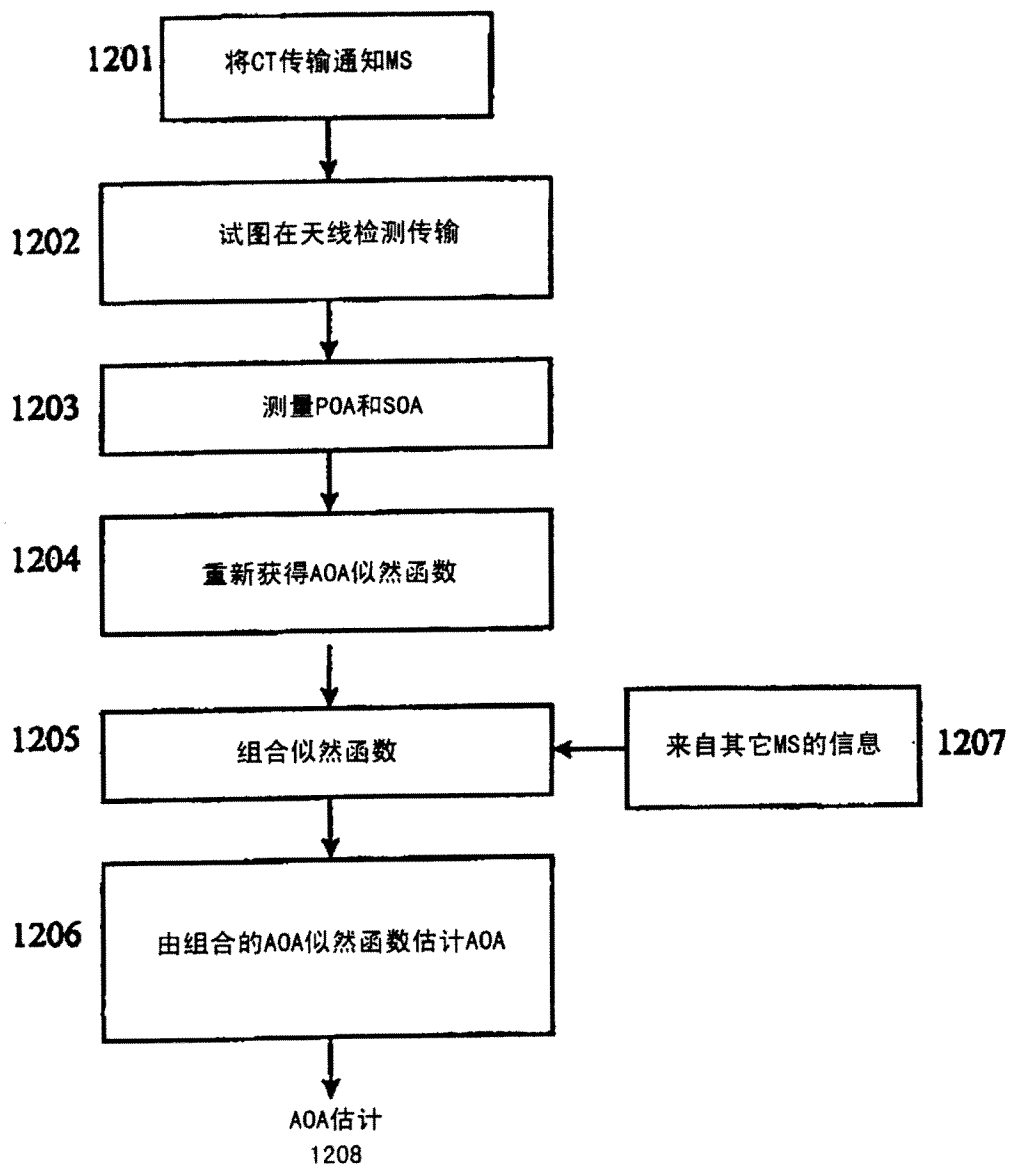 1201
将CT传输通知MS
1202
试图在天线检测传输
1203
测量POA和SOA
1204
重新获得AOA似然函数
1205
组合似然函数
来自其它MS的信息
1207
1206
由组合的AOA似然函数估计AOA
AOA估计
1208